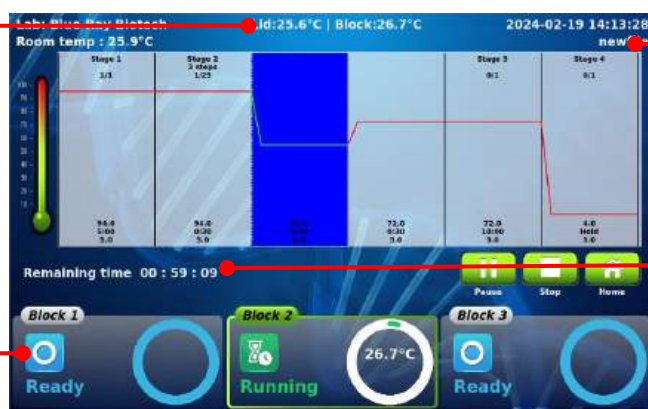 Lab: Blue Ray Biotech
Lid:25.6°C | Block:26.7°C
2024-02-19 14:13:28
Room temp : 25.9°C
Stage 1
1/1
Stage 2
3 steps
1/25
Stage 3
0/1
Stage 4
0/1
94.0
5:00
3.0
94.0
0:30
3.0
72.0
0:30
3.0
72.0
10:00
3.0
4.0
Hold
3.0
Remaining time 00 : 59 : 09
Pause
Stop
Home
Block 1
Block 2
Block 3
Ready
Running
26.7°C
Ready